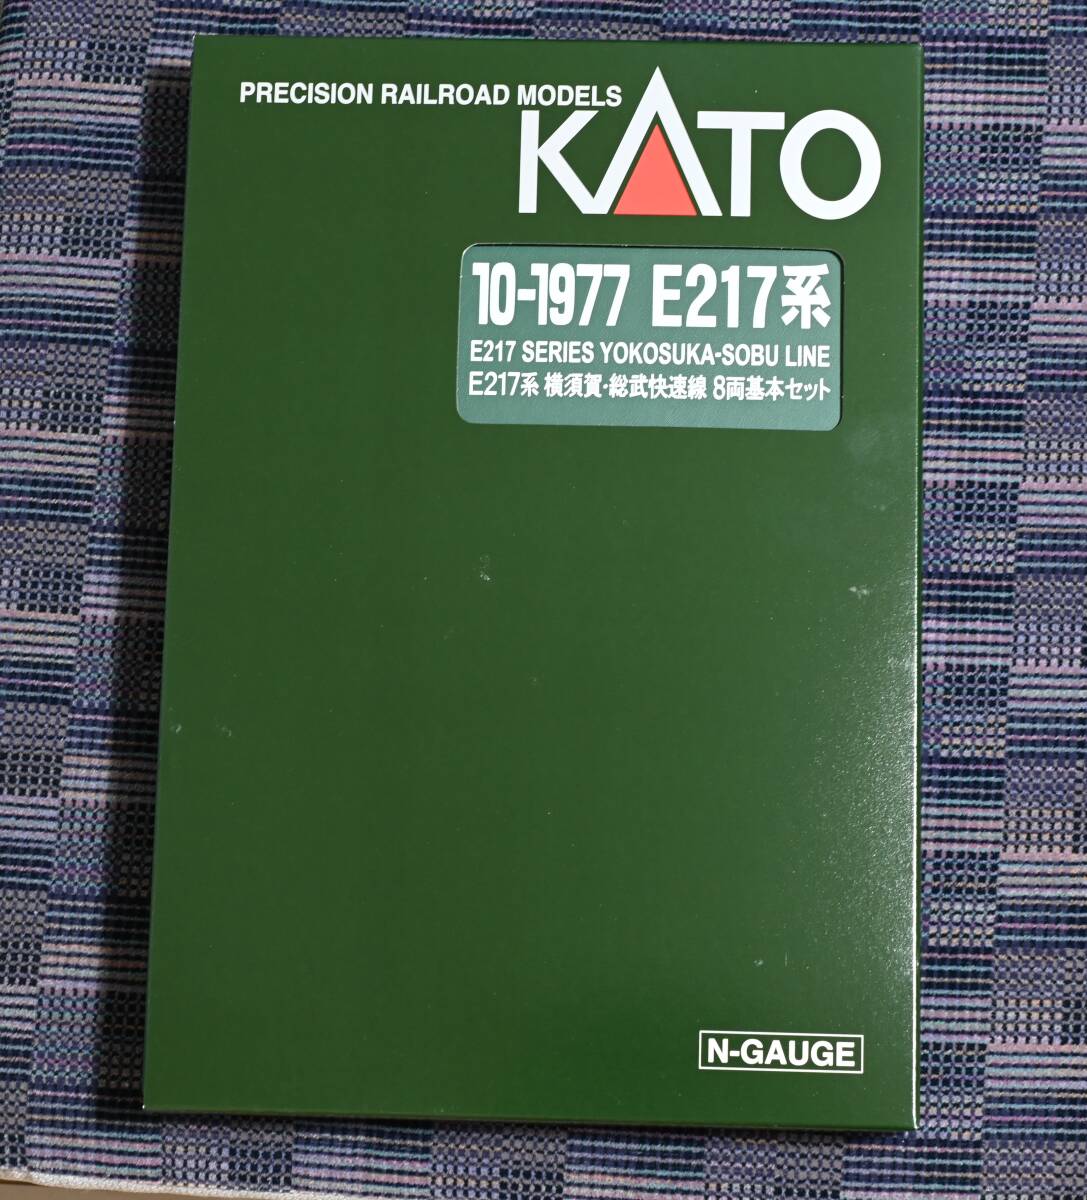 PRECISION RAILROAD MODELS
KATO
10-1977 E217系
E217 SERIES YOKOSUKA-SOBU LINE
E217系 横須賀・総武快速線 8両基本セット
N-GAUGE